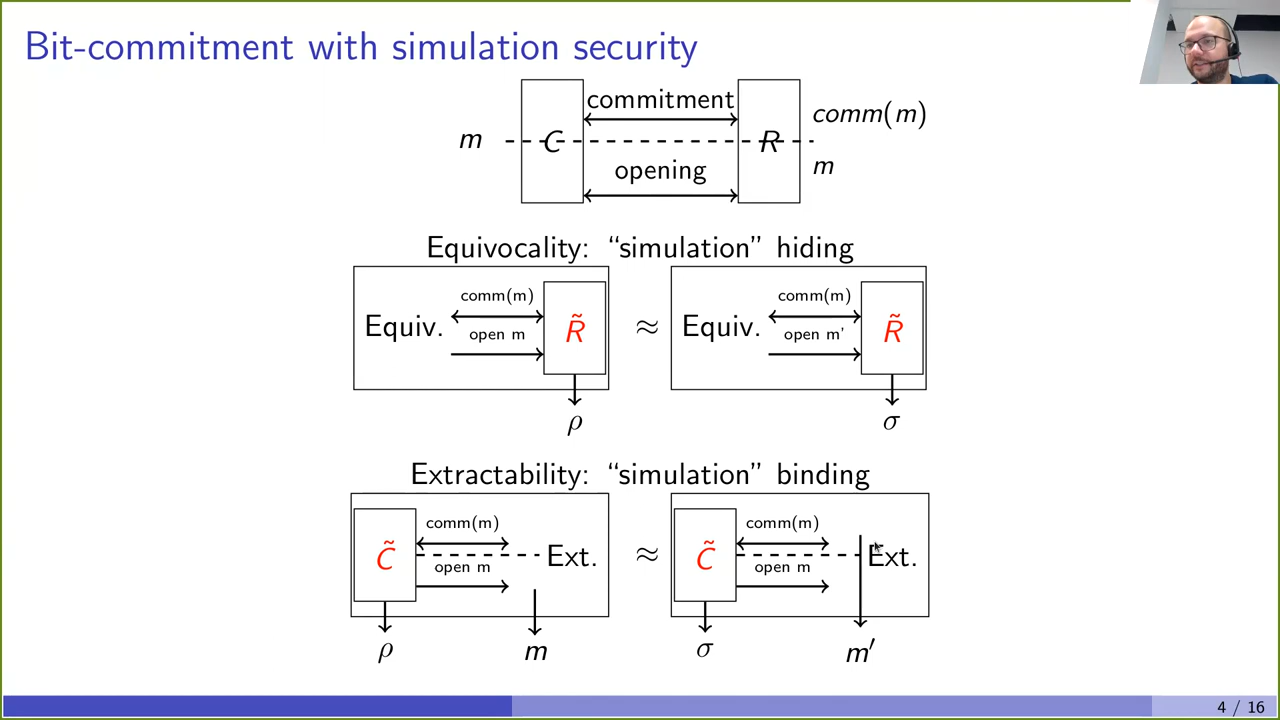 Bit-commitment with simulation security
commitment
comm(m)
m
C
R
opening
m
Equivocality: “simulation” hiding
comm(m)
comm(m)
Equiv.
open m
R̃
≈
Equiv.
open m'
R̃
ρ
σ
Extractability: “simulation” binding
comm(m)
comm(m)
C̃
open m
Ext.
≈
C̃
open m
Ext.
ρ
m
σ
m′
4 / 16